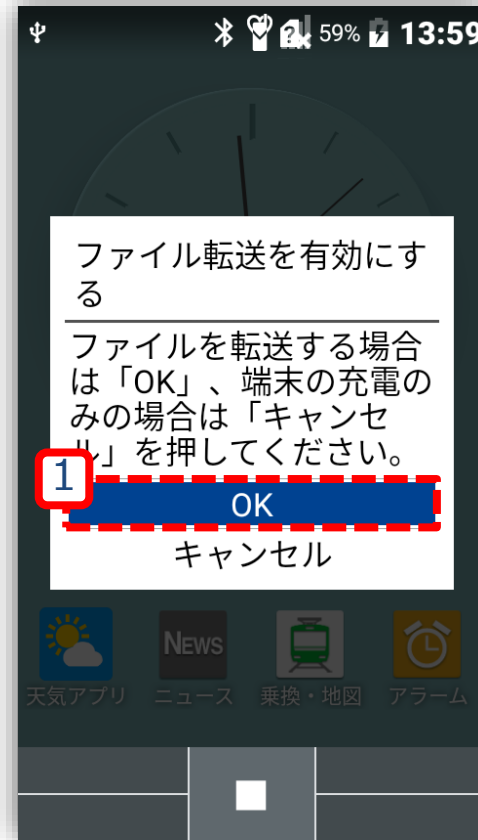 59% 13:59
ファイル転送を有効にす
る
ファイルを転送する場合
は「OK」、端末の充電の
みの場合は「キャンセ
ル」を押してください。
1
OK
キャンセル
NEWS
天気アプリ ニュース 乗換・地図 アラーム